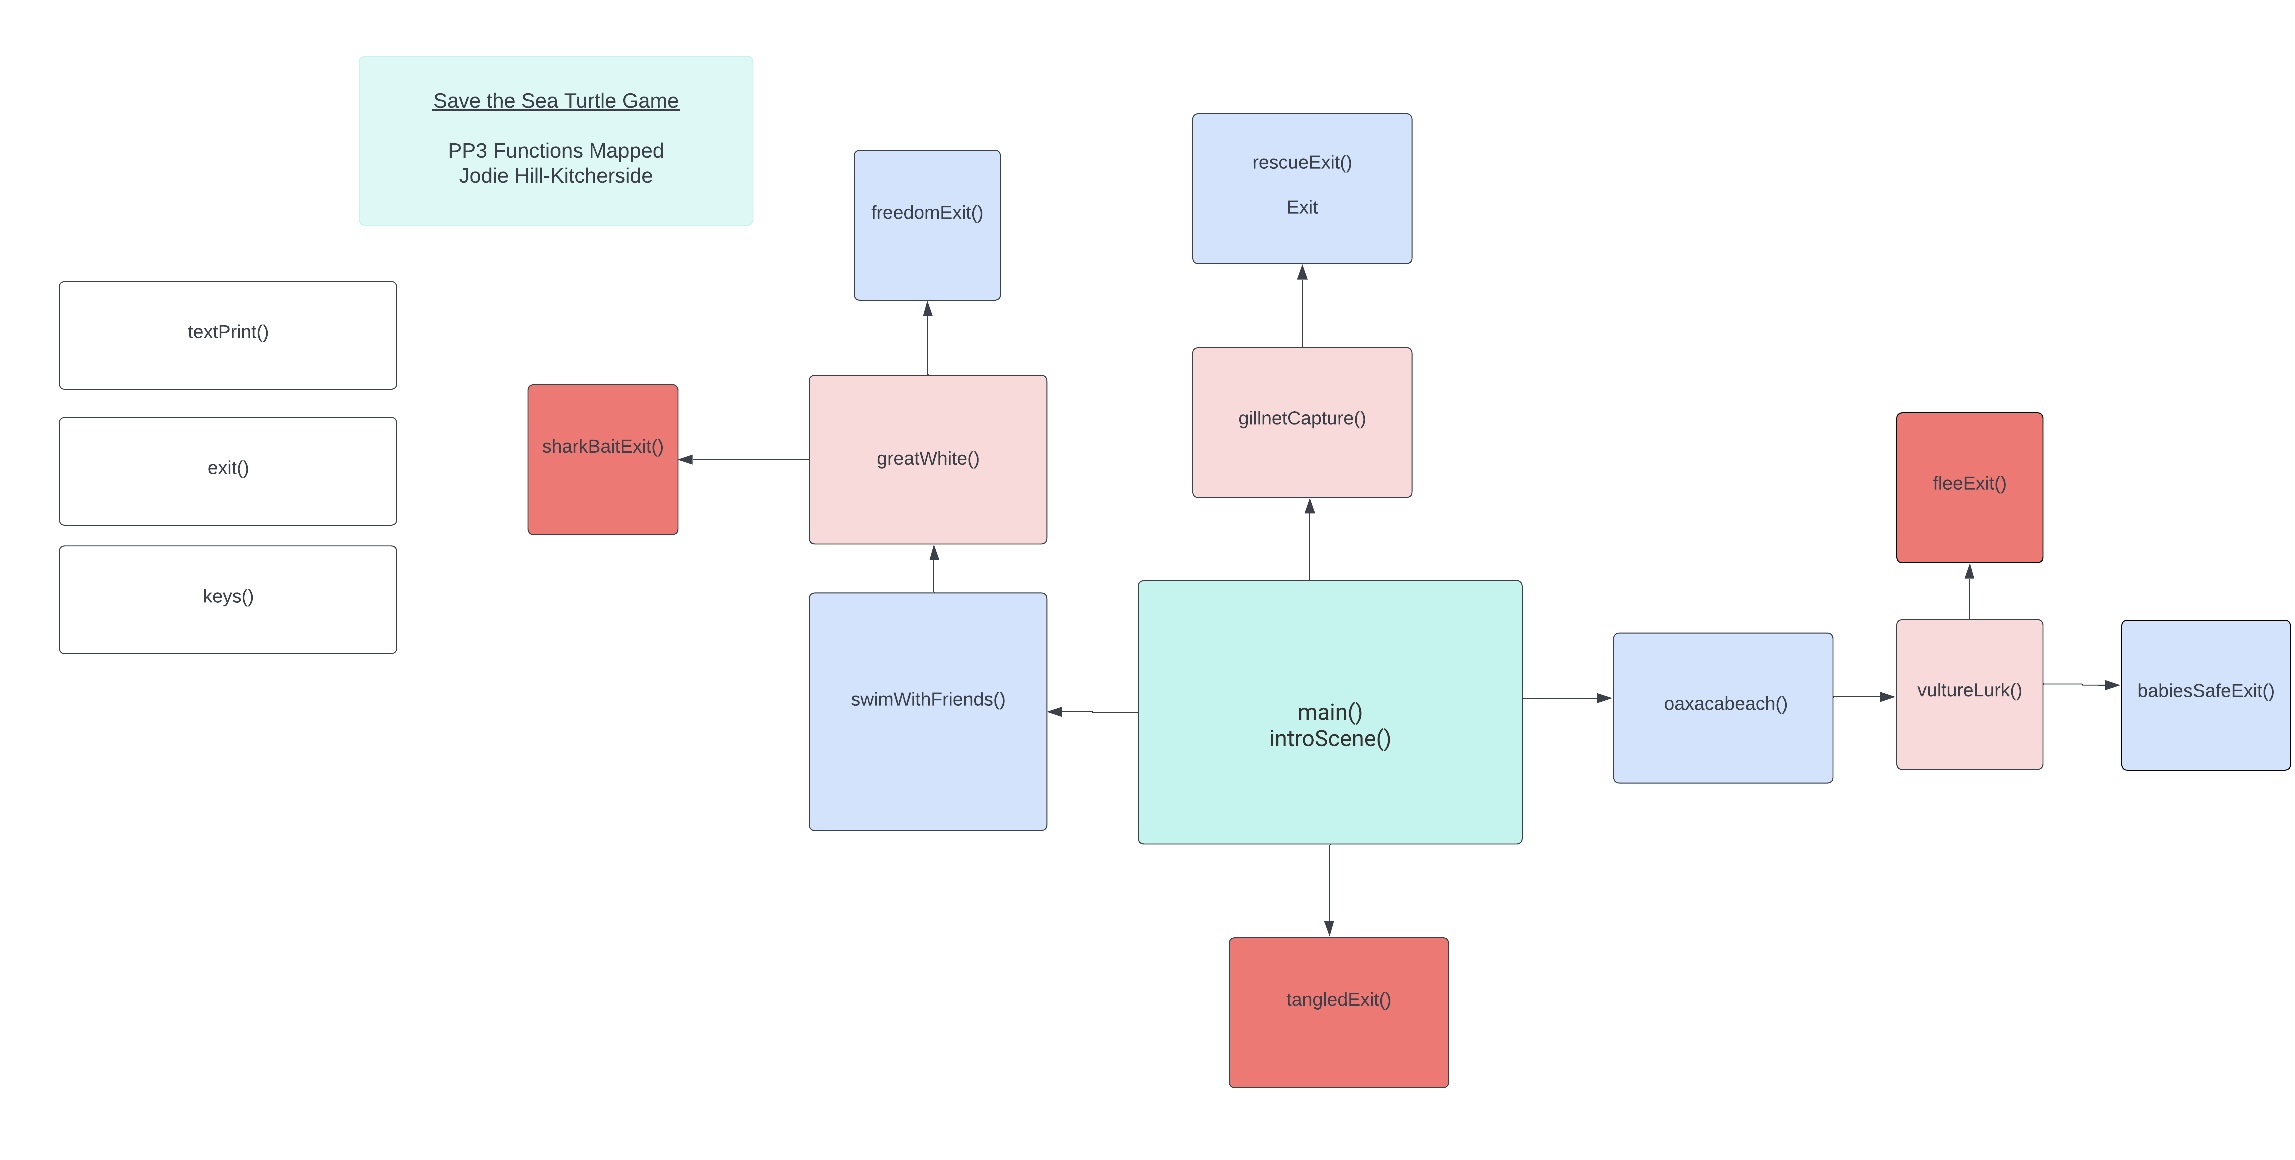 Save the Sea Turtle Game
PP3 Functions Mapped
Jodie Hill-Kitcherside
textPrint()
exit()
keys()
freedomExit()
sharkBaitExit()
greatWhite()
swimWithFriends()
rescueExit()
Exit
gillnetCapture()
main()
introScene()
tangledExit()
oaxacabeach()
fleeExit()
vultureLurk()
babiesSafeExit()